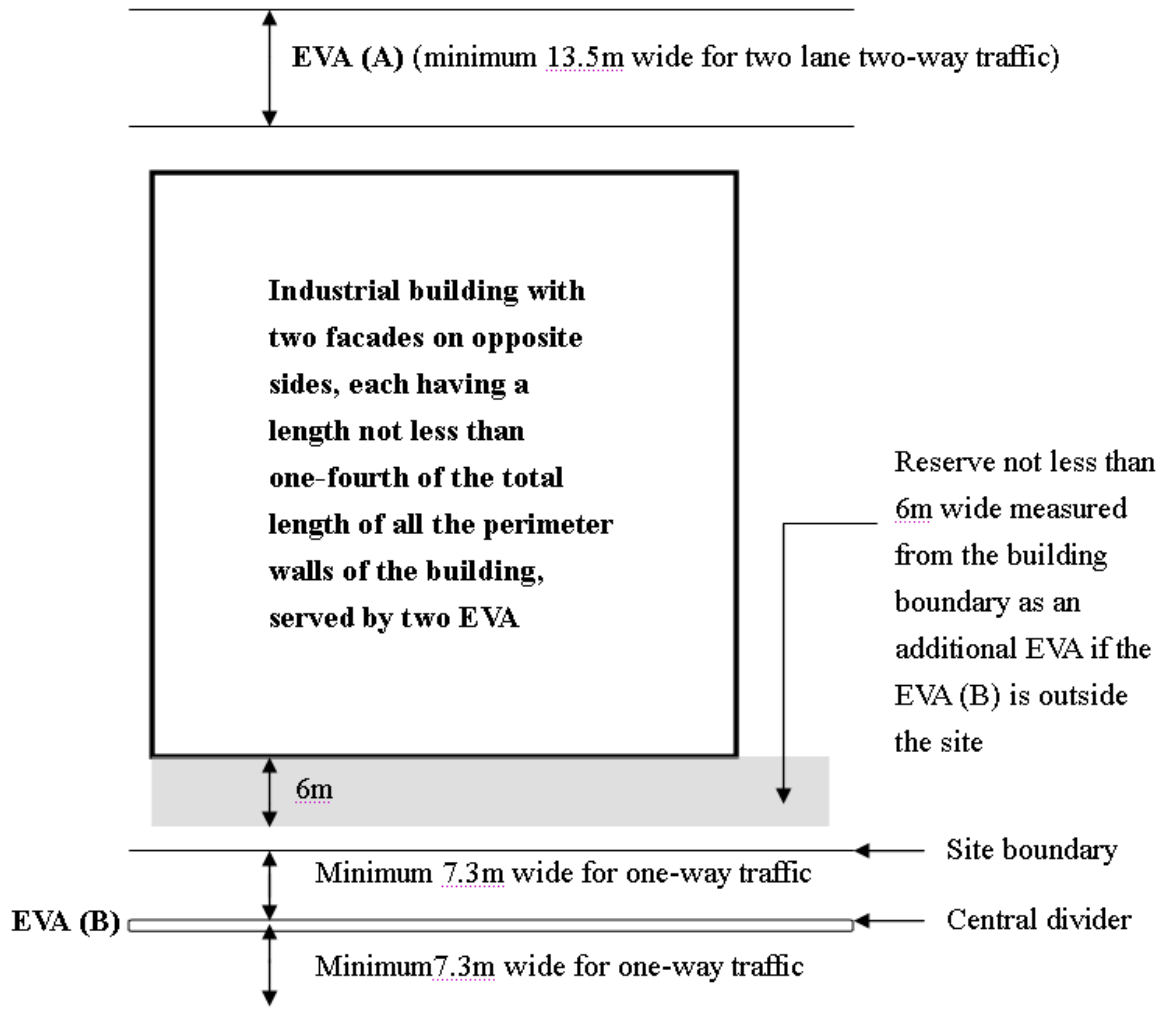 EVA (A) (minimum 13.5m wide for two lane two-way traffic)
Industrial building with
two facades on opposite
sides, each having a
length not less than
one-fourth of the total
length of all the perimeter
walls of the building,
served by two EVA
Reserve not less than
6m wide measured
from the building
boundary as an
additional EVA if the
EVA (B) is outside
the site
6m
Site boundary
Minimum 7.3m wide for one-way traffic
EVA (B)
Central divider
Minimum7.3m wide for one-way traffic